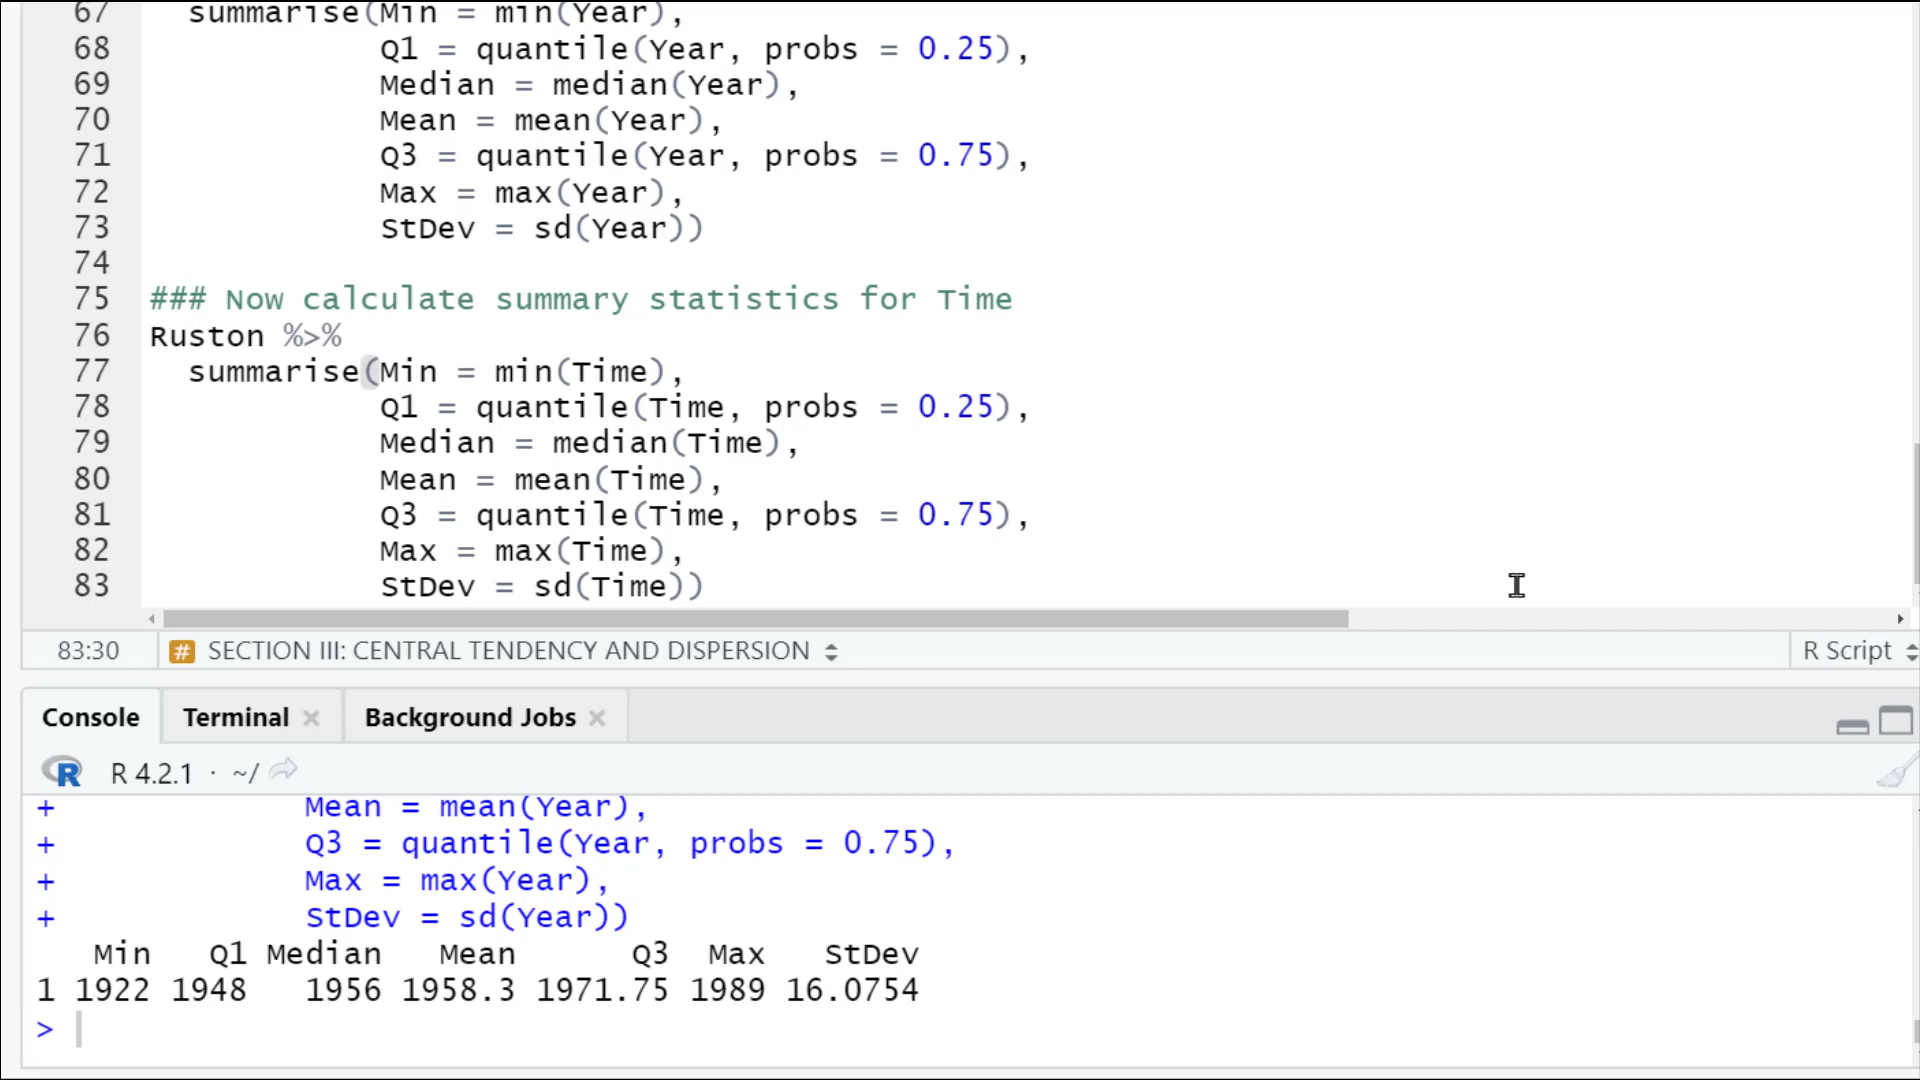 67 summarise(Min = min(Year),
68 Q1 = quantile(Year, probs = 0.25),
69 Median = median(Year),
70 Mean = mean(Year),
71 Q3 = quantile(Year, probs = 0.75),
72 Max = max(Year),
73 StDev = sd(Year))
74
75 ### Now calculate summary statistics for Time
76 Ruston %>%
77 summarise(Min = min(Time),
78 Q1 = quantile(Time, probs = 0.25),
79 Median = median(Time),
80 Mean = mean(Time),
81 Q3 = quantile(Time, probs = 0.75),
82 Max = max(Time),
83 StDev = sd(Time))
83:30 # SECTION III: CENTRAL TENDENCY AND DISPERSION R Script
Console Terminal Background Jobs
R R 4.2.1 · ~/
+ Mean = mean(Year),
+ Q3 = quantile(Year, probs = 0.75),
+ Max = max(Year),
+ StDev = sd(Year))
Min Q1 Median Mean Q3 Max StDev
1 1922 1948 1956 1958.3 1971.75 1989 16.0754
>